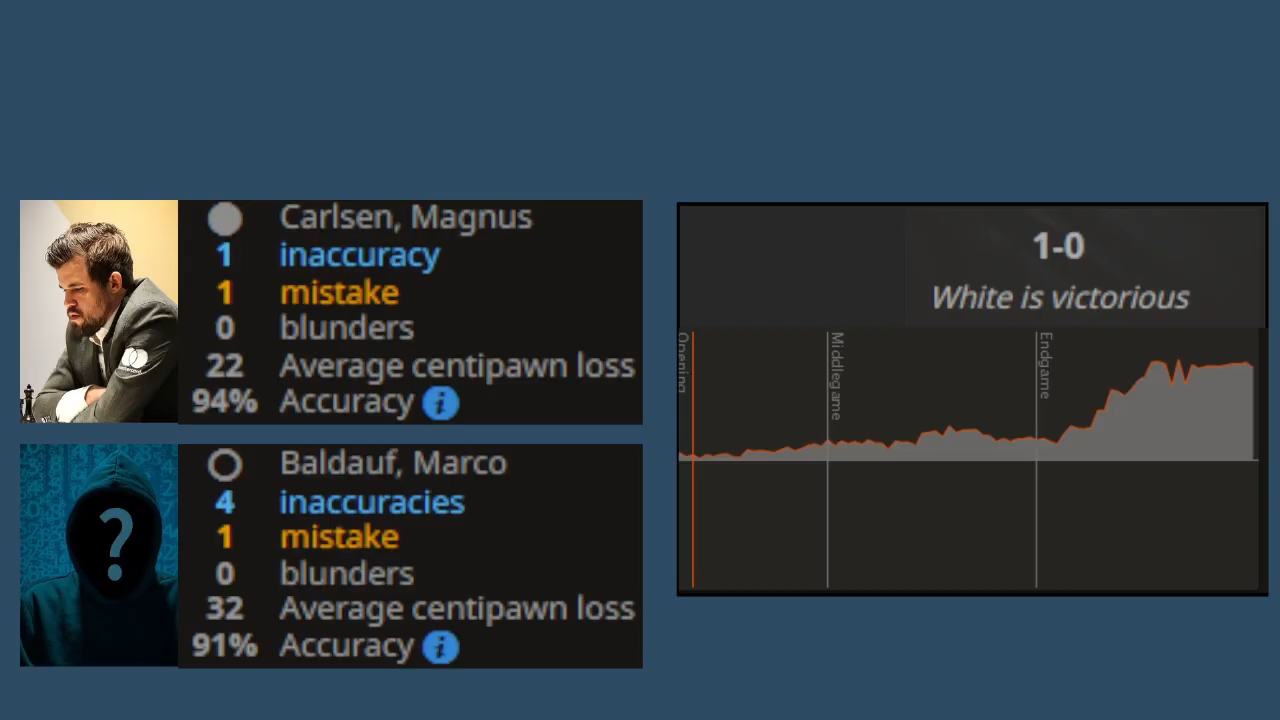 Carlsen, Magnus
1 inaccuracy
1 mistake
0 blunders
22 Average centipawn loss
94% Accuracy i
?
Baldauf, Marco
4 inaccuracies
1 mistake
0 blunders
32 Average centipawn loss
91% Accuracy i
1-0
White is victorious
Opening
Middlegame
Endgame